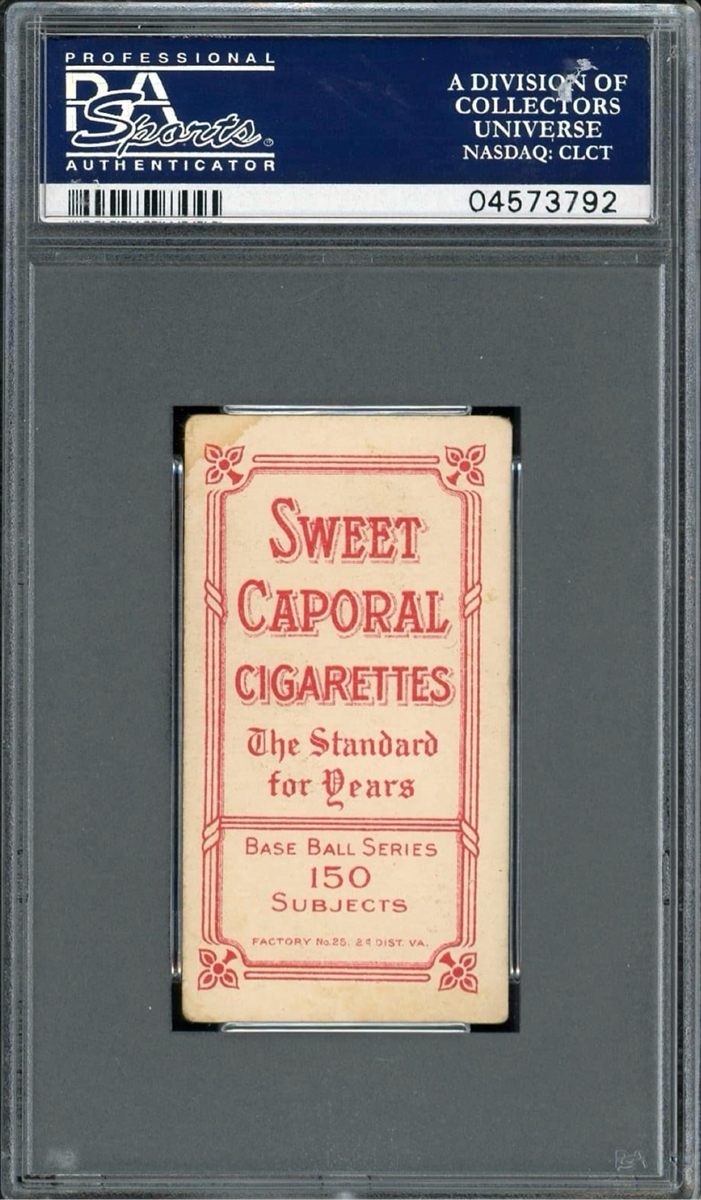 PROFESSIONAL
PSA
Sports
AUTHENTICATOR
A DIVISION OF
COLLECTORS
UNIVERSE
NASDAQ: CLCT
04573792
SWEET
CAPORAL
CIGARETTES
The Standard
for Years
BASE BALL SERIES
150
SUBJECTS
FACTORY No. 25. 2d DIST. VA.
PSA